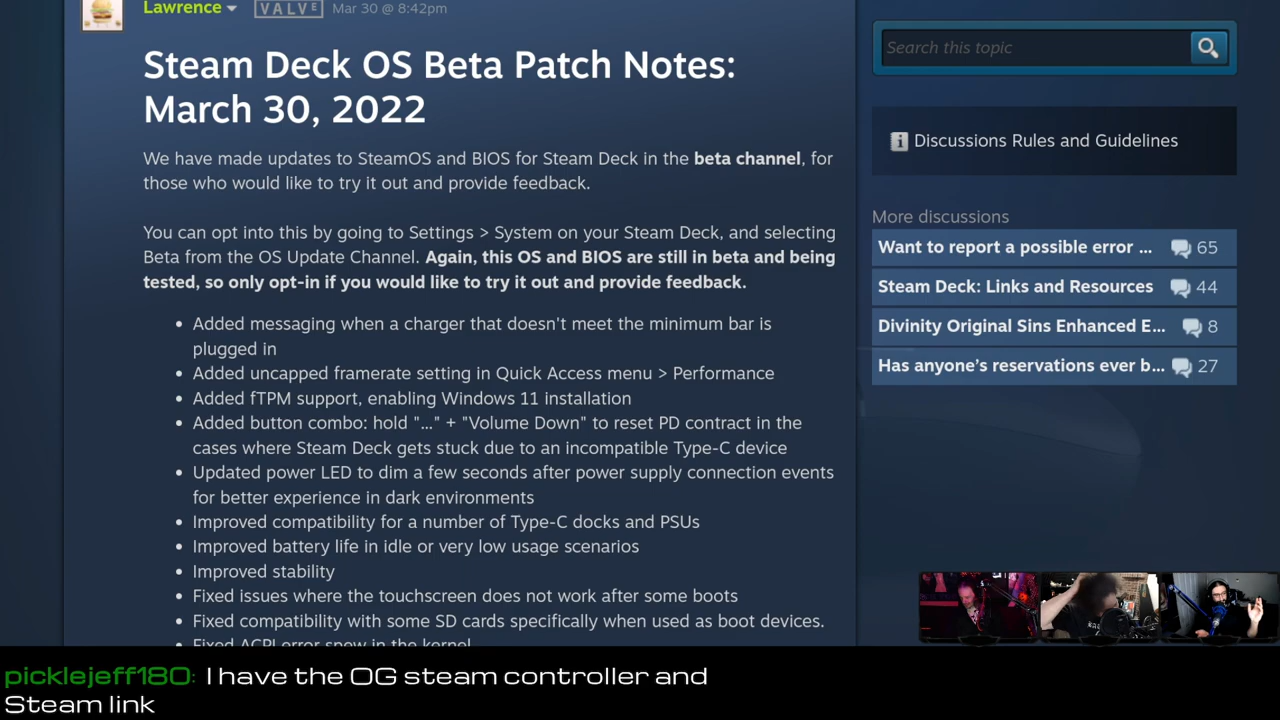 Lawrence VALVE Mar 30 @ 8:42pm
Steam Deck OS Beta Patch Notes:
March 30, 2022
We have made updates to SteamOS and BIOS for Steam Deck in the beta channel, for
those who would like to try it out and provide feedback.
You can opt into this by going to Settings > System on your Steam Deck, and selecting
Beta from the OS Update Channel. Again, this OS and BIOS are still in beta and being
tested, so only opt-in if you would like to try it out and provide feedback.
• Added messaging when a charger that doesn't meet the minimum bar is
plugged in
• Added uncapped framerate setting in Quick Access menu > Performance
• Added fTPM support, enabling Windows 11 installation
• Added button combo: hold "..." + "Volume Down" to reset PD contract in the
cases where Steam Deck gets stuck due to an incompatible Type-C device
• Updated power LED to dim a few seconds after power supply connection events
for better experience in dark environments
• Improved compatibility for a number of Type-C docks and PSUs
• Improved battery life in idle or very low usage scenarios
• Improved stability
• Fixed issues where the touchscreen does not work after some boots
• Fixed compatibility with some SD cards specifically when used as boot devices.
• Fixed ACPI error spew in the kernel
Search this topic
Discussions Rules and Guidelines
More discussions
Want to report a possible error ... 65
Steam Deck: Links and Resources 44
Divinity Original Sins Enhanced E... 8
Has anyone's reservations ever b... 27
picklejeff180: I have the OG steam controller and
Steam link